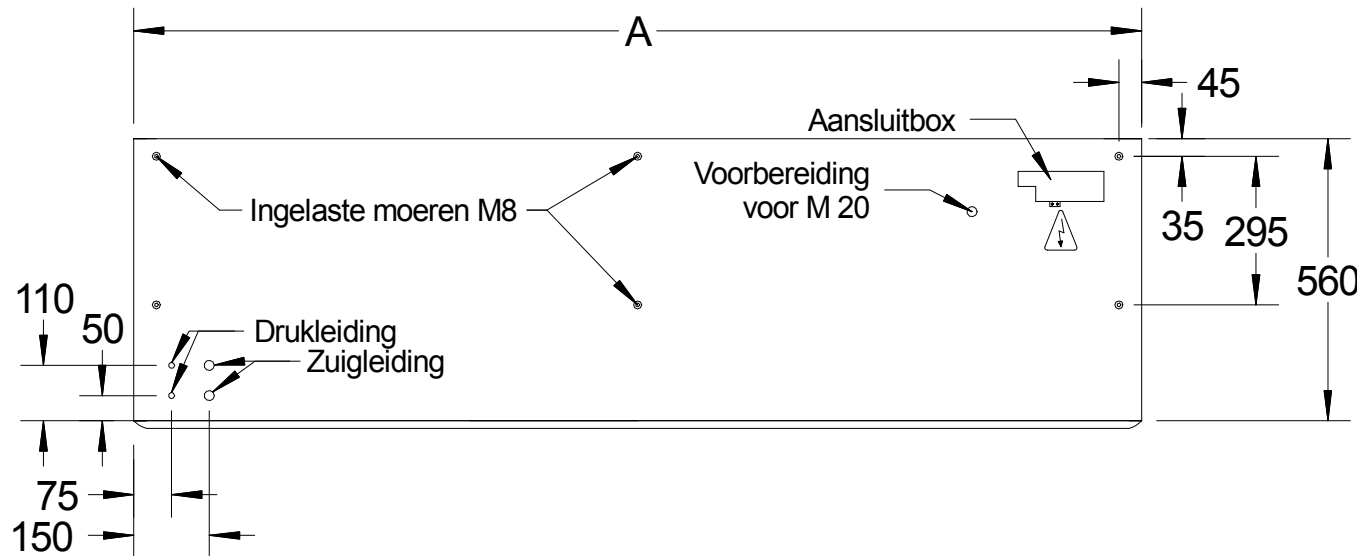 A
45
Aansluitbox
Voorbereiding
voor M 20
Ingelaste moeren M8
35
295
560
110
50
Drukleiding
Zuigleiding
75
150